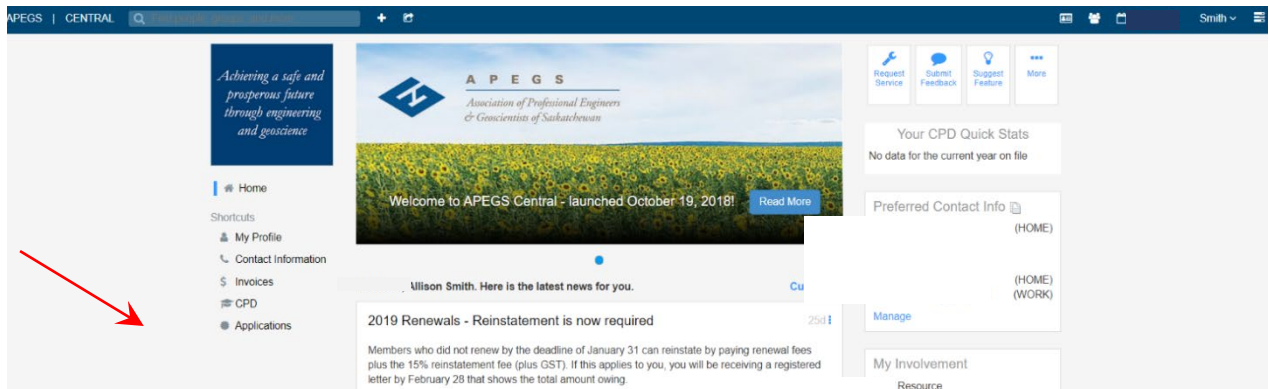 APEGS | CENTRAL
Smith
Achieving a safe and
prosperous future
through engineering
and geoscience
Home
Shortcuts
My Profile
Contact Information
$ Invoices
CPD
Applications
A P E G S
Association of Professional Engineers
& Geoscientists of Saskatchewan
Welcome to APEGS Central - launched October 19, 2018! Read More
Allison Smith. Here is the latest news for you.
2019 Renewals - Reinstatement is now required 25d
Members who did not renew by the deadline of January 31 can reinstate by paying renewal fees
plus the 15% reinstatement fee (plus GST). If this applies to you, you will be receiving a registered
letter by February 28 that shows the total amount owing.
Request
Service
Submit
Feedback
Suggest
Feature
More
Your CPD Quick Stats
No data for the current year on file
Preferred Contact Info
(HOME)
(HOME)
(WORK)
Manage
My Involvement
Resource